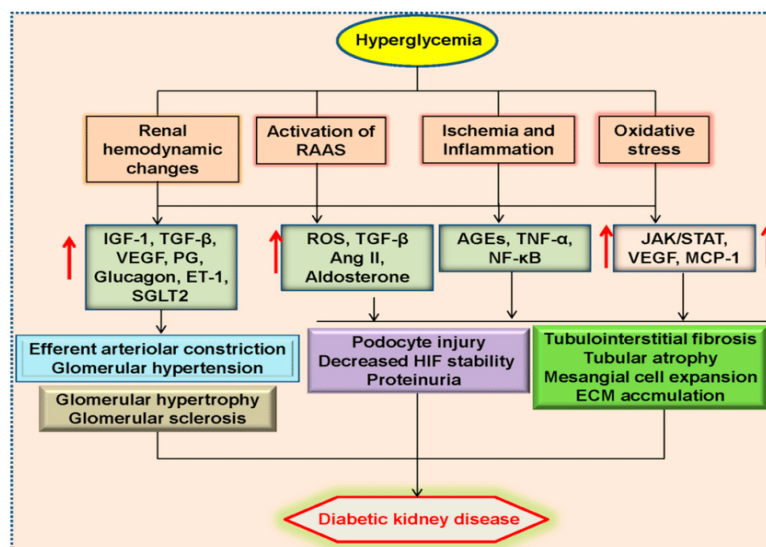 Hyperglycemia
Renal
hemodynamic
changes
Activation of
RAAS
Ischemia and
Inflammation
Oxidative
stress
IGF-1, TGF-β,
VEGF, PG,
Glucagon, ET-1,
SGLT2
ROS, TGF-β
Ang II,
Aldosterone
AGEs, TNF-α,
NF-κB
JAK/STAT,
VEGF, MCP-1
Efferent arteriolar constriction
Glomerular hypertension
Glomerular hypertrophy
Glomerular sclerosis
Podocyte injury
Decreased HIF stability
Proteinuria
Tubulointerstitial fibrosis
Tubular atrophy
Mesangial cell expansion
ECM accmulation
Diabetic kidney disease